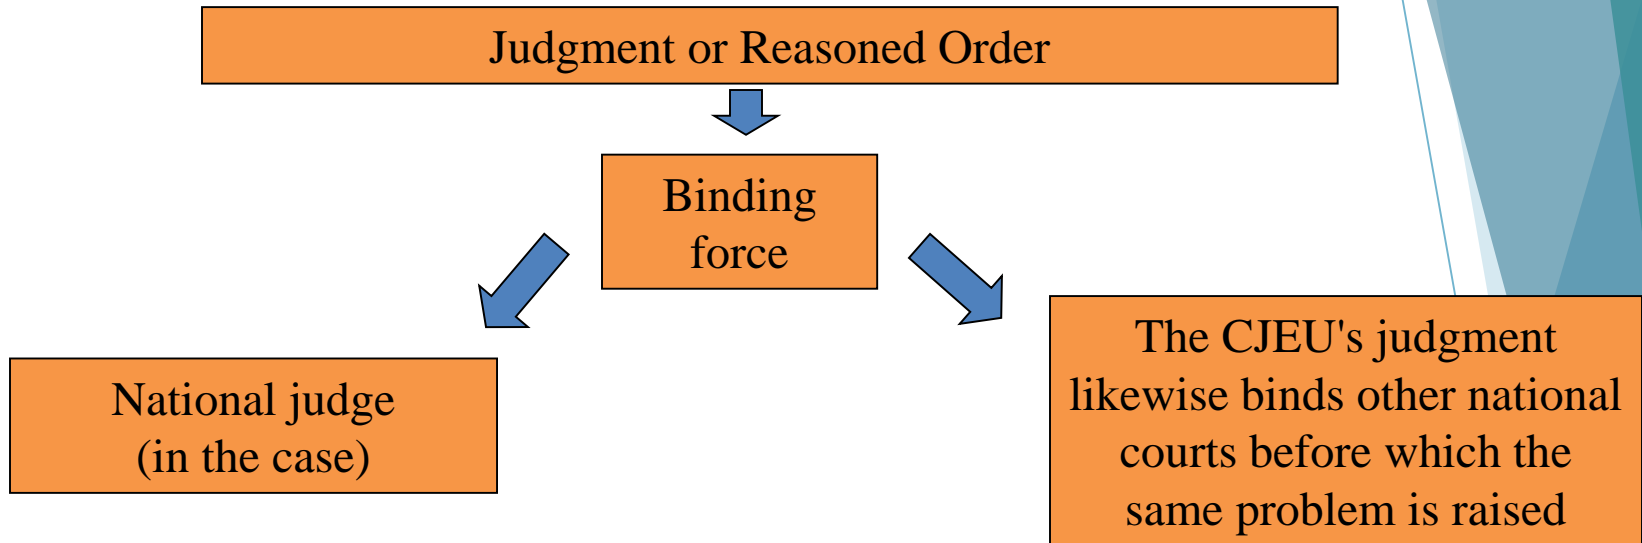 Judgment or Reasoned Order
Binding
force
National judge
(in the case)
The CJEU's judgment
likewise binds other national
courts before which the
same problem is raised